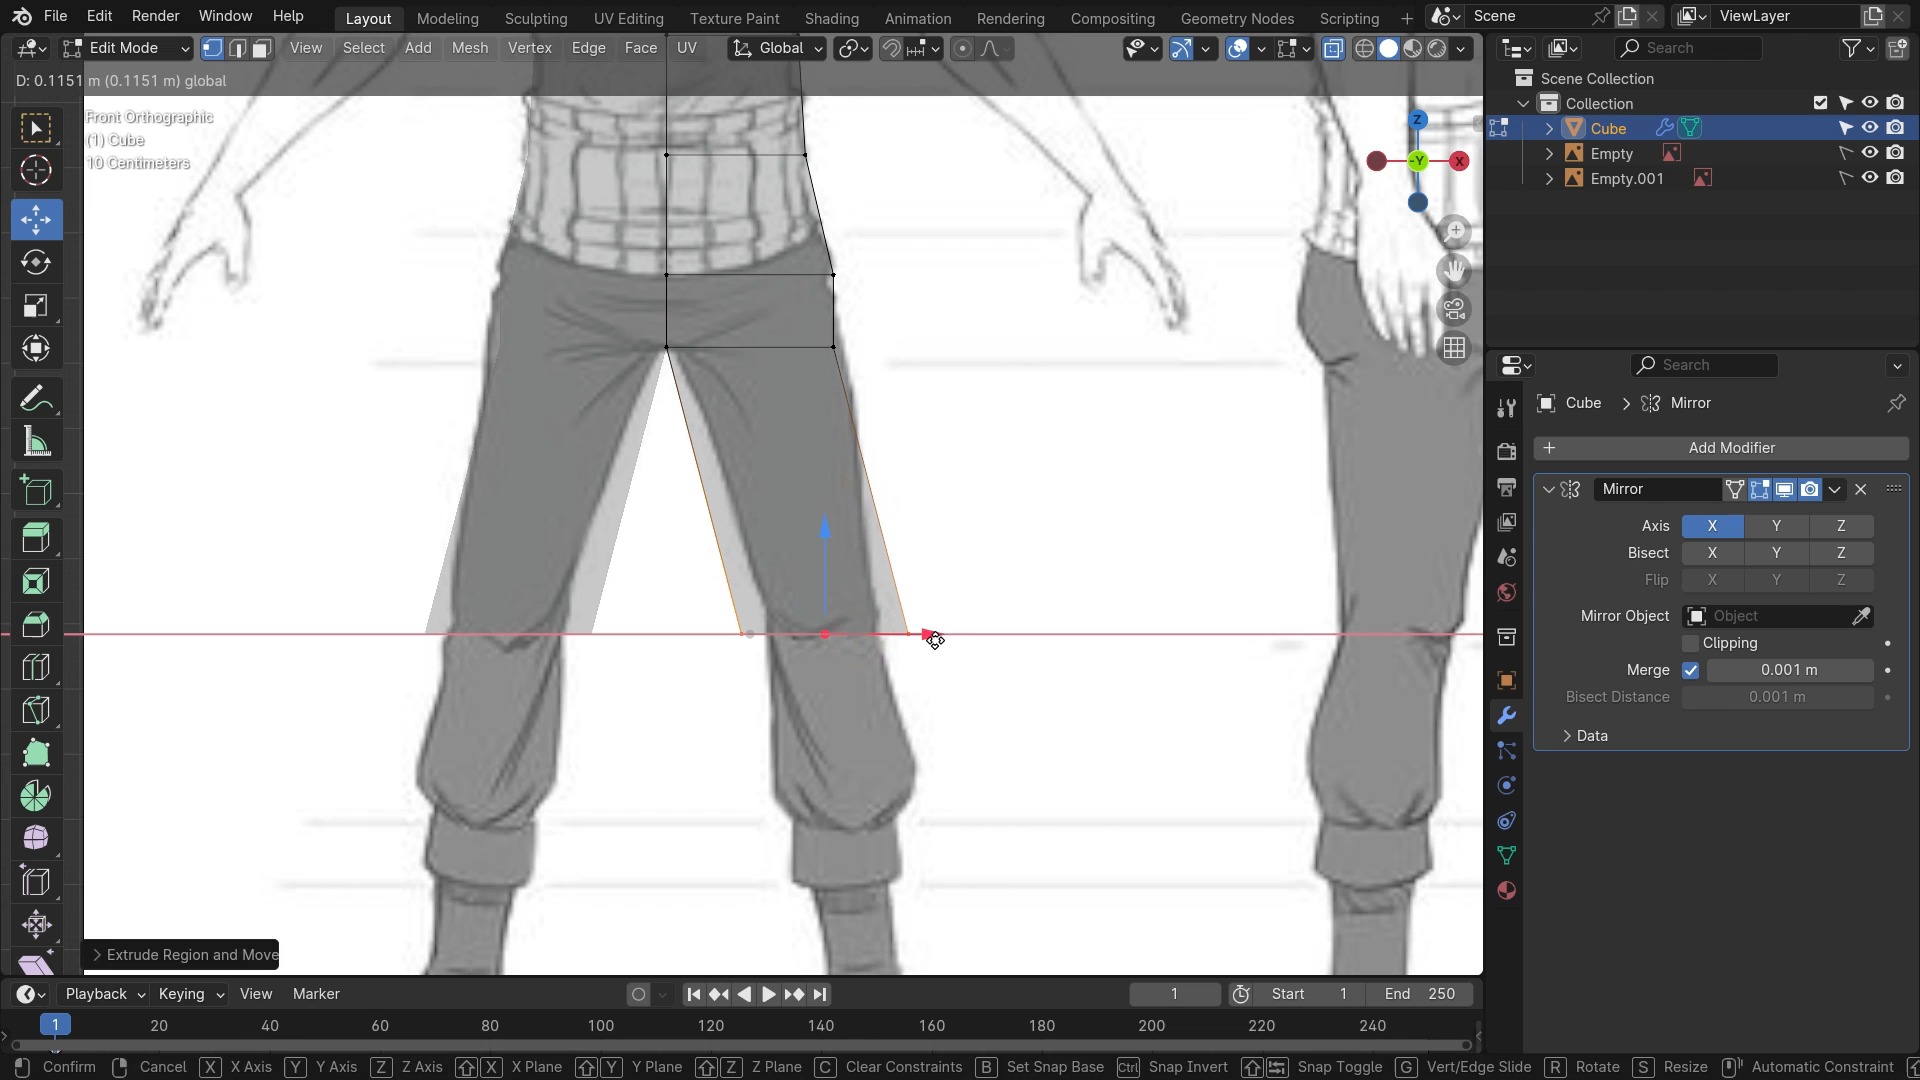 File Edit Render Window Help Layout Modeling Sculpting UV Editing Texture Paint Shading Animation Rendering Compositing Geometry Nodes Scripting + Scene ViewLayer
Edit Mode View Select Add Mesh Vertex Edge Face UV Global Search
D: 0.1151 m (0.1151 m) global
Scene Collection
Collection
Cube
Empty
Empty.001
Front Orthographic
(1) Cube
10 Centimeters
Z
-Y
X
Search
Cube > Mirror
+ Add Modifier
Mirror
Axis X Y Z
Bisect X Y Z
Flip X Y Z
Mirror Object Object
Clipping
Merge 0.001 m
Bisect Distance 0.001 m
> Data
> Extrude Region and Move
Playback Keying View Marker 1 Start 1 End 250
1 20 40 60 80 100 120 140 160 180 200 220 240
Confirm Cancel X X Axis Y Y Axis Z Z Axis X X Plane Y Y Plane Z Z Plane C Clear Constraints B Set Snap Base Ctrl Snap Invert Snap Toggle G Vert/Edge Slide R Rotate S Resize Automatic Constraint